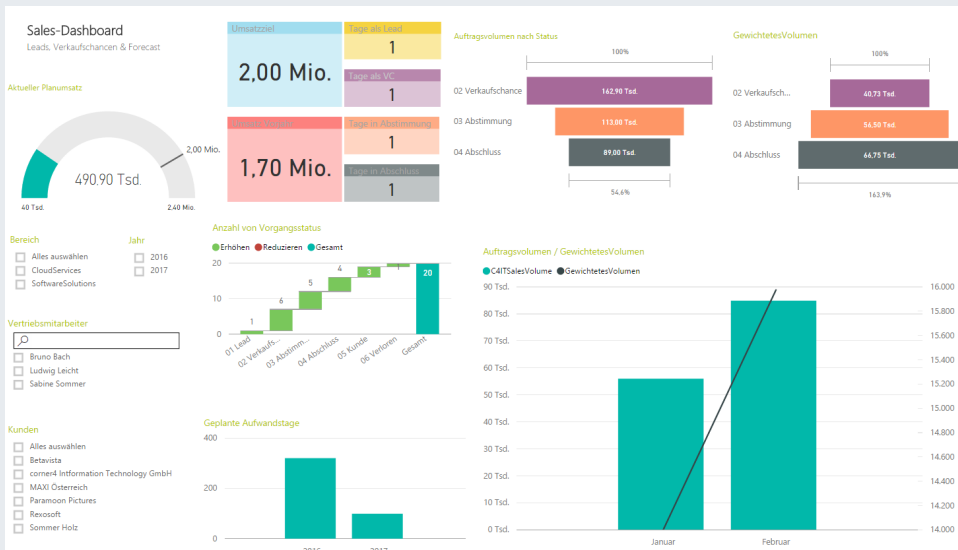 Sales-Dashboard
Leads, Verkaufschancen & Forecast
Aktueller Planumsatz
2,00 Mio.
490,90 Tsd.
40 Tsd.
2,40 Mio.
Umsatzziel
2,00 Mio.
Tage als Lead
1
Tage als VC
1
1,70 Mio.
Tage in Abstimmung
1
Tage in Abschluss
1
Auftragsvolumen nach Status
100%
02 Verkaufschance
162,90 Tsd.
03 Abstimmung
113,00 Tsd.
04 Abschluss
89,00 Tsd.
54,6%
GewichtetesVolumen
100%
02 Verkaufsch...
40,73 Tsd.
03 Abstimmung
56,50 Tsd.
04 Abschluss
66,75 Tsd.
163,9%
Bereich
Alles auswählen
CloudServices
SoftwareSolutions
Jahr
2016
2017
Vertriebsmitarbeiter
Bruno Bach
Ludwig Leicht
Sabine Sommer
Kunden
Alles auswählen
Betavista
corner4 Intformation Technology GmbH
MAXI Österreich
Paramoon Pictures
Rexosoft
Sommer Holz
Anzahl von Vorgangsstatus
Erhöhen Reduzieren Gesamt
20
10
0
1
6
5
4
3
1
20
01 Lead
02 Verkaufs...
03 Abstimm...
04 Abschluss
05 Kunde
06 Verloren
Gesamt
Geplante Aufwandstage
400
200
0
2016
2017
Auftragsvolumen / GewichtetesVolumen
C4ITSalesVolume GewichtetesVolumen
90 Tsd.
80 Tsd.
70 Tsd.
60 Tsd.
50 Tsd.
40 Tsd.
30 Tsd.
20 Tsd.
10 Tsd.
0 Tsd.
16.000
15.800
15.600
15.400
15.200
15.000
14.800
14.600
14.400
14.200
14.000
Januar
Februar